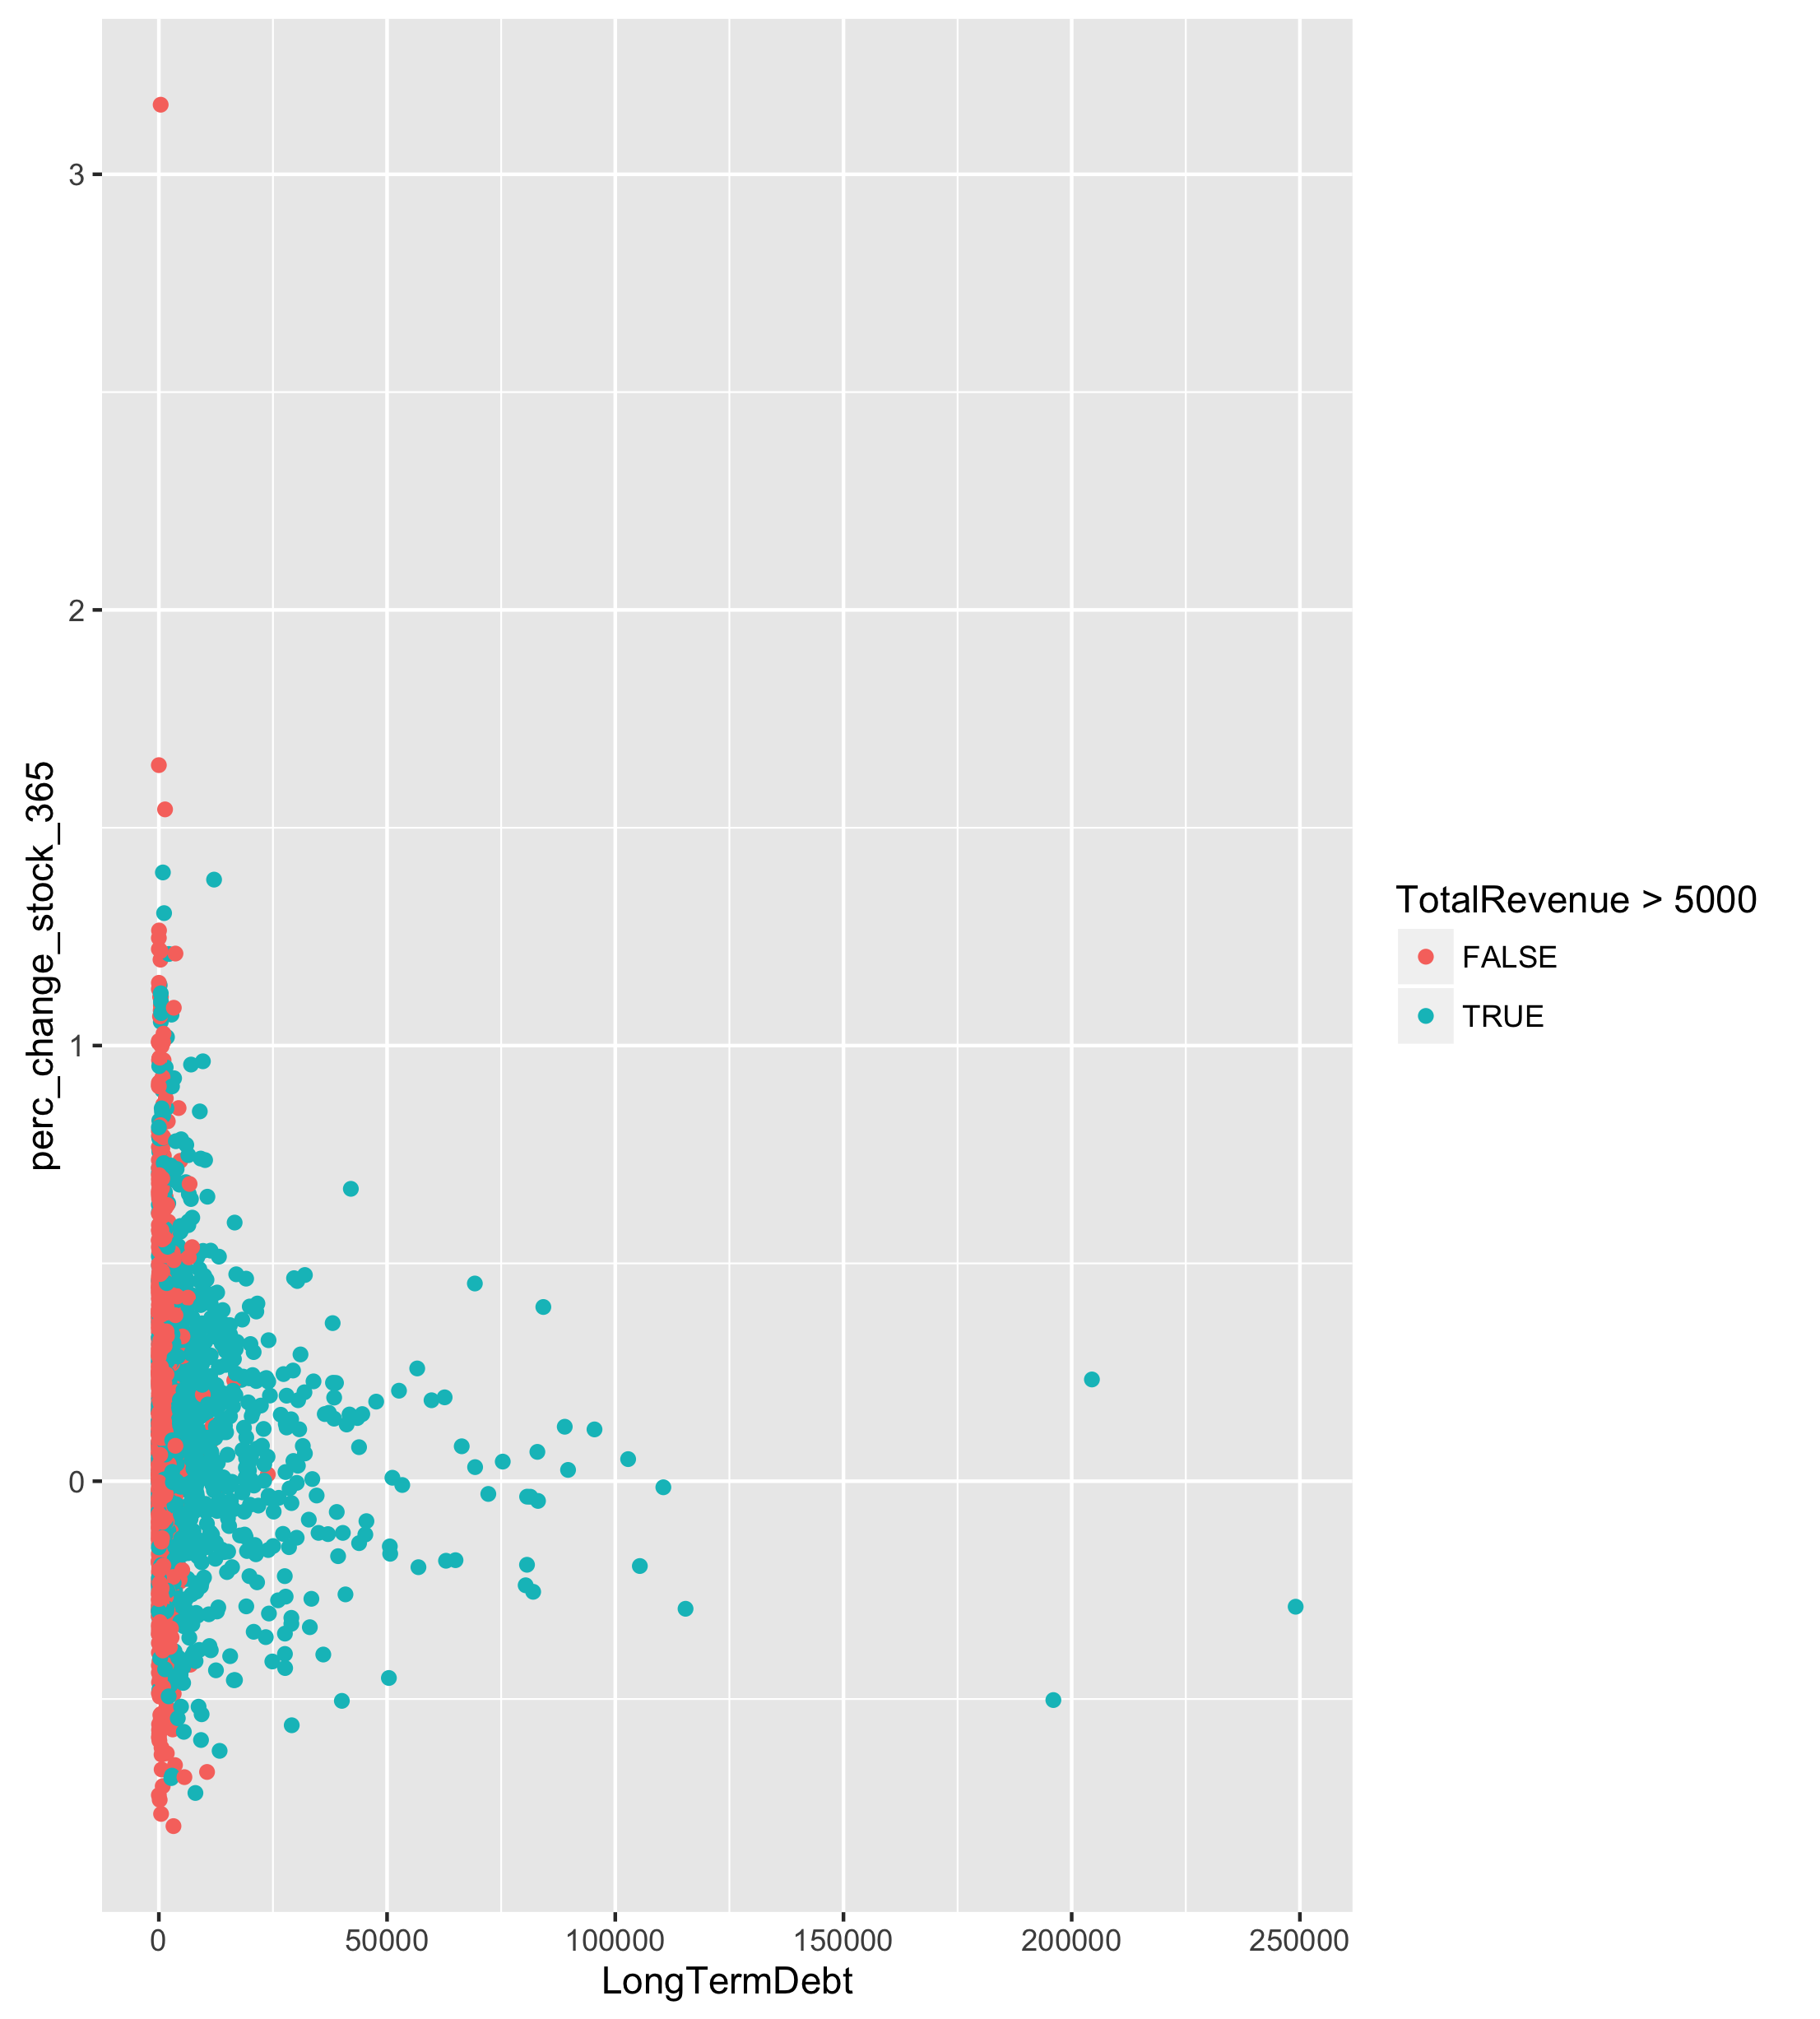 3
2
1
0
perc_change_stock_365
0 50000 100000 150000 200000 250000
LongTermDebt
TotalRevenue > 5000
FALSE
TRUE